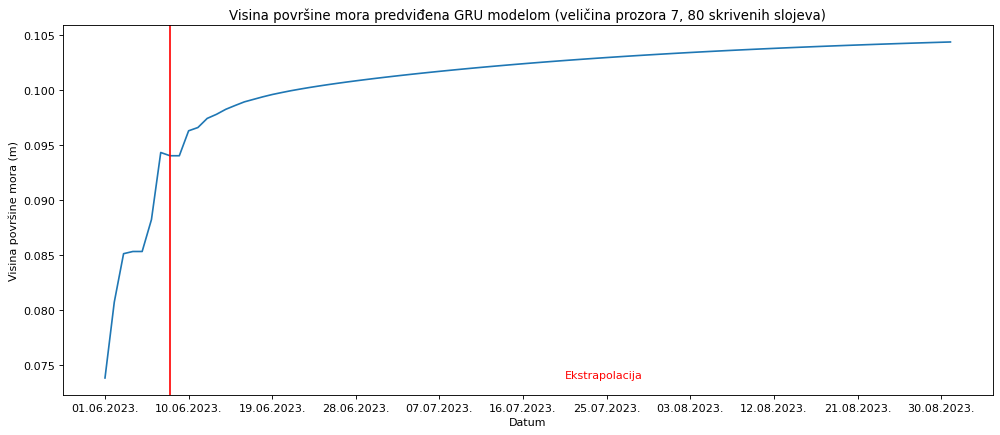 Visina površine mora predviđena GRU modelom (veličina prozora 7, 80 skrivenih slojeva)
Visina površine mora (m)
0.105
0.100
0.095
0.090
0.085
0.080
0.075
Ekstrapolacija
01.06.2023. 10.06.2023. 19.06.2023. 28.06.2023. 07.07.2023. 16.07.2023. 25.07.2023. 03.08.2023. 12.08.2023. 21.08.2023. 30.08.2023.
Datum